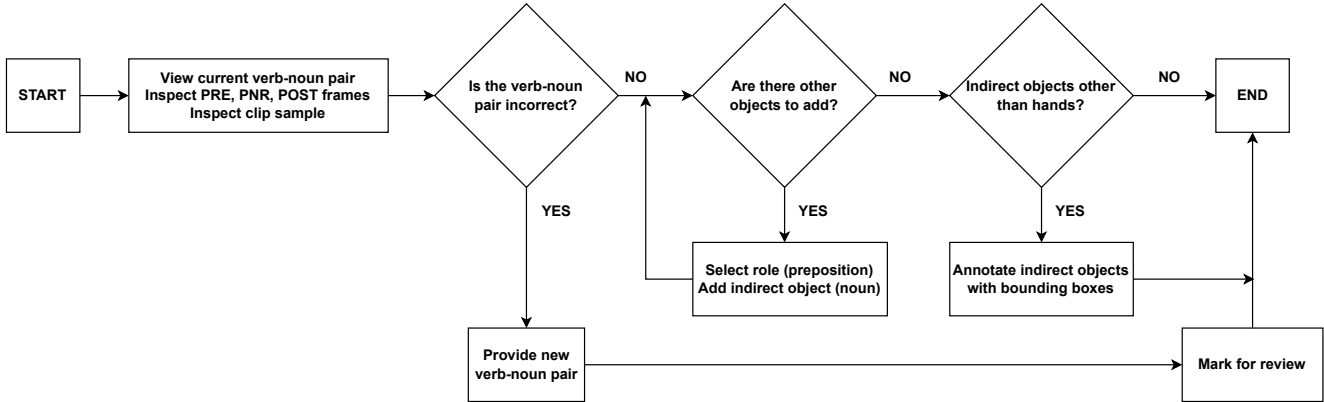 START
View current verb-noun pair
Inspect PRE, PNR, POST frames
Inspect clip sample
Is the verb-noun
pair incorrect?
NO
Are there other
objects to add?
NO
Indirect objects other
than hands?
NO
END
YES
YES
YES
Select role (preposition)
Add indirect object (noun)
Annotate indirect objects
with bounding boxes
Provide new
verb-noun pair
Mark for review